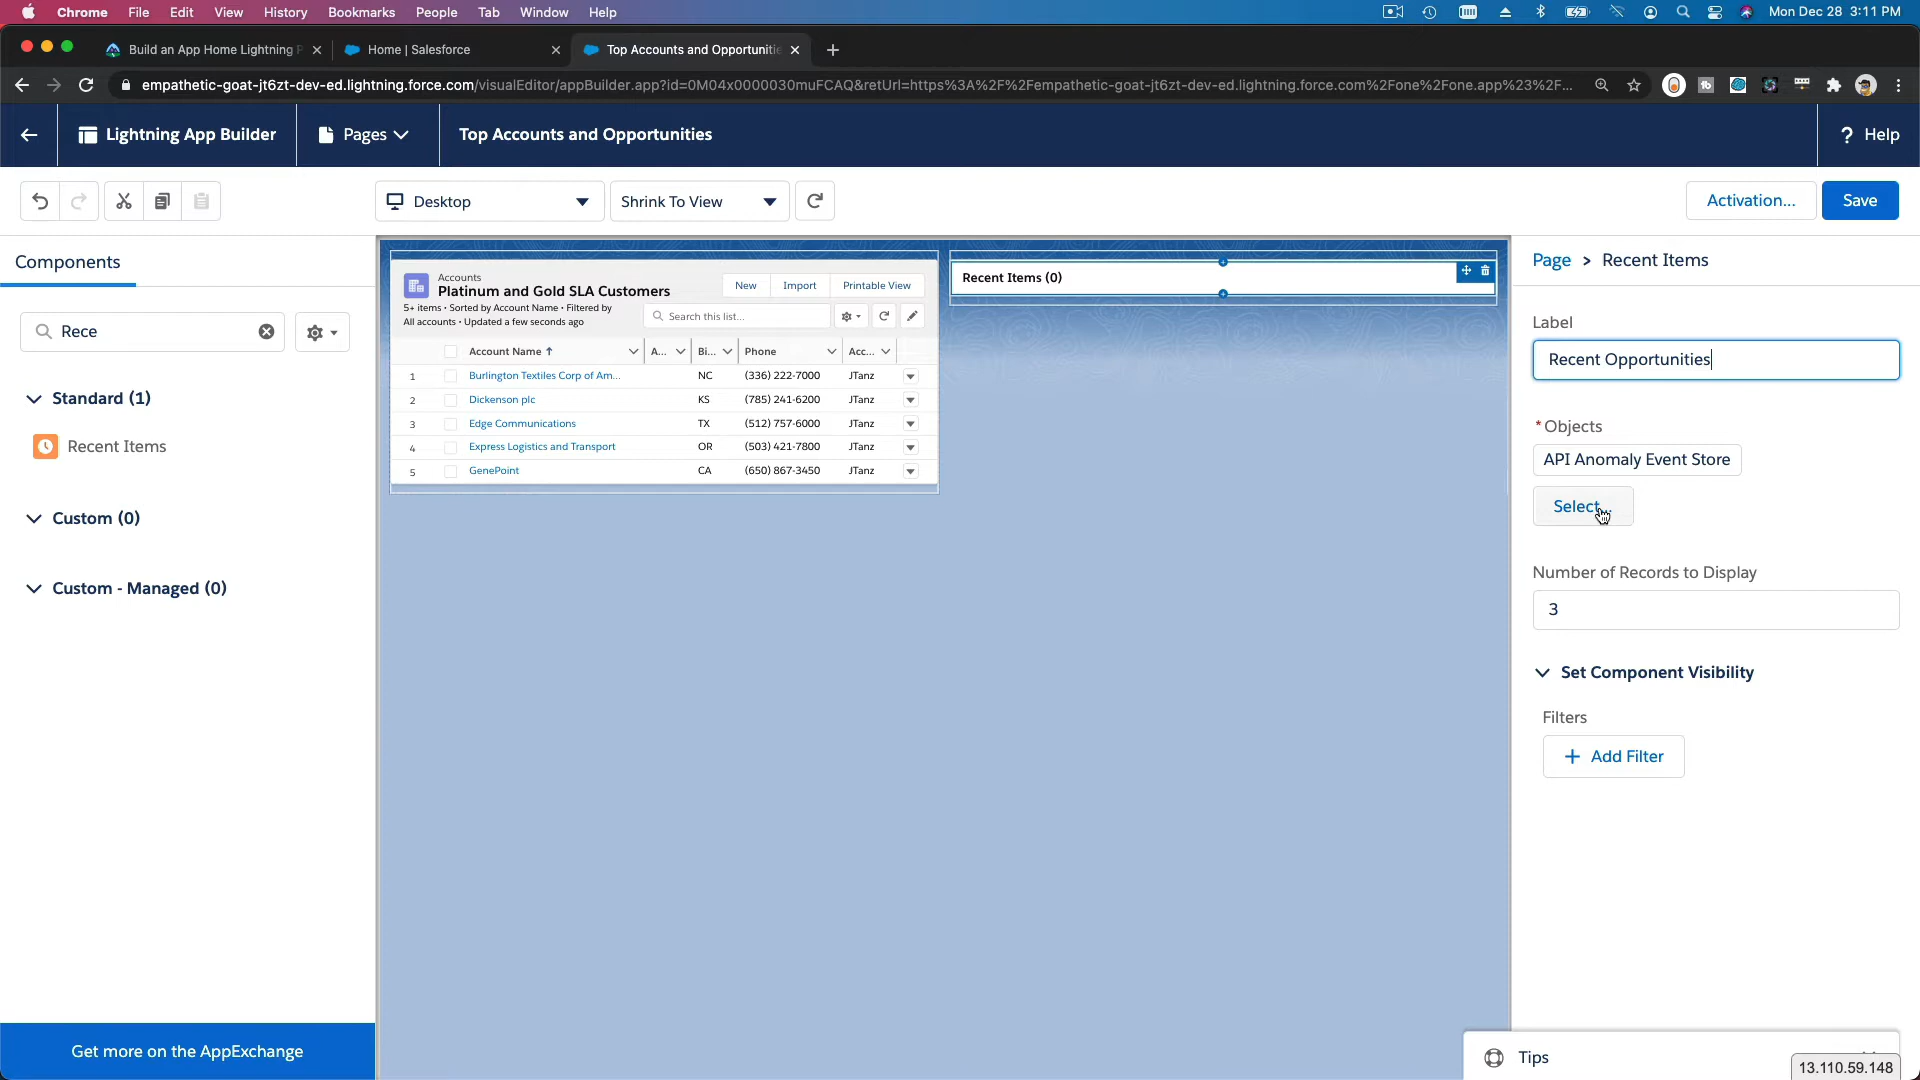 Chrome File Edit View History Bookmarks People Tab Window Help Mon Dec 28 3:11 PM
Build an App Home Lightning P Home | Salesforce Top Accounts and Opportunitie
empathetic-goat-jt6zt-dev-ed.lightning.force.com/visualEditor/appBuilder.app?id=0M04x0000030muFCAQ&retUrl=https%3A%2F%2Fempathetic-goat-jt6zt-dev-ed.lightning.force.com%2Fone%2Fone.app%23%2F...
Lightning App Builder Pages Top Accounts and Opportunities ? Help
Desktop Shrink To View Activation... Save
Components
Rece
Standard (1)
Recent Items
Custom (0)
Custom - Managed (0)
Get more on the AppExchange
Accounts
Platinum and Gold SLA Customers
New Import Printable View
5+ items • Sorted by Account Name • Filtered by
All accounts • Updated a few seconds ago
Search this list...
Account Name ↑ A... Bi... Phone Acc...
1 Burlington Textiles Corp of Am... NC (336) 222-7000 JTanz
2 Dickenson plc KS (785) 241-6200 JTanz
3 Edge Communications TX (512) 757-6000 JTanz
4 Express Logistics and Transport OR (503) 421-7800 JTanz
5 GenePoint CA (650) 867-3450 JTanz
Recent Items (0)
Page > Recent Items
Label
Recent Opportunities
*Objects
API Anomaly Event Store
Select...
Number of Records to Display
3
Set Component Visibility
Filters
+ Add Filter
Tips
13.110.59.148